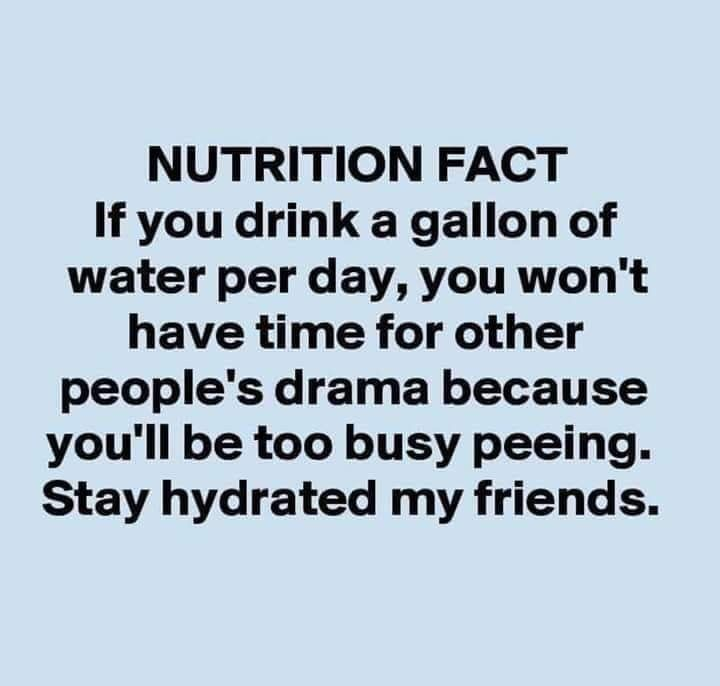 NUTRITION FACT
If you drink a gallon of
water per day, you won't
have time for other
people's drama because
you'll be too busy peeing.
Stay hydrated my friends.